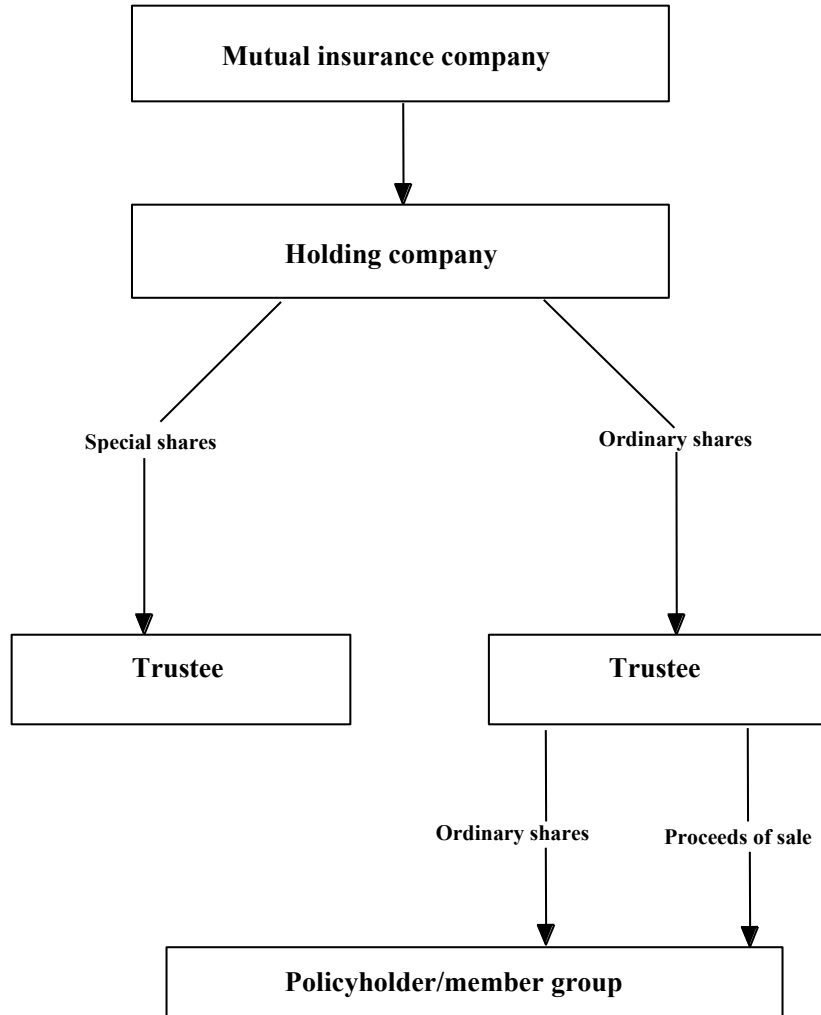 Mutual insurance company
Holding company
Special shares
Ordinary shares
Trustee
Trustee
Ordinary shares
Proceeds of sale
Policyholder/member group